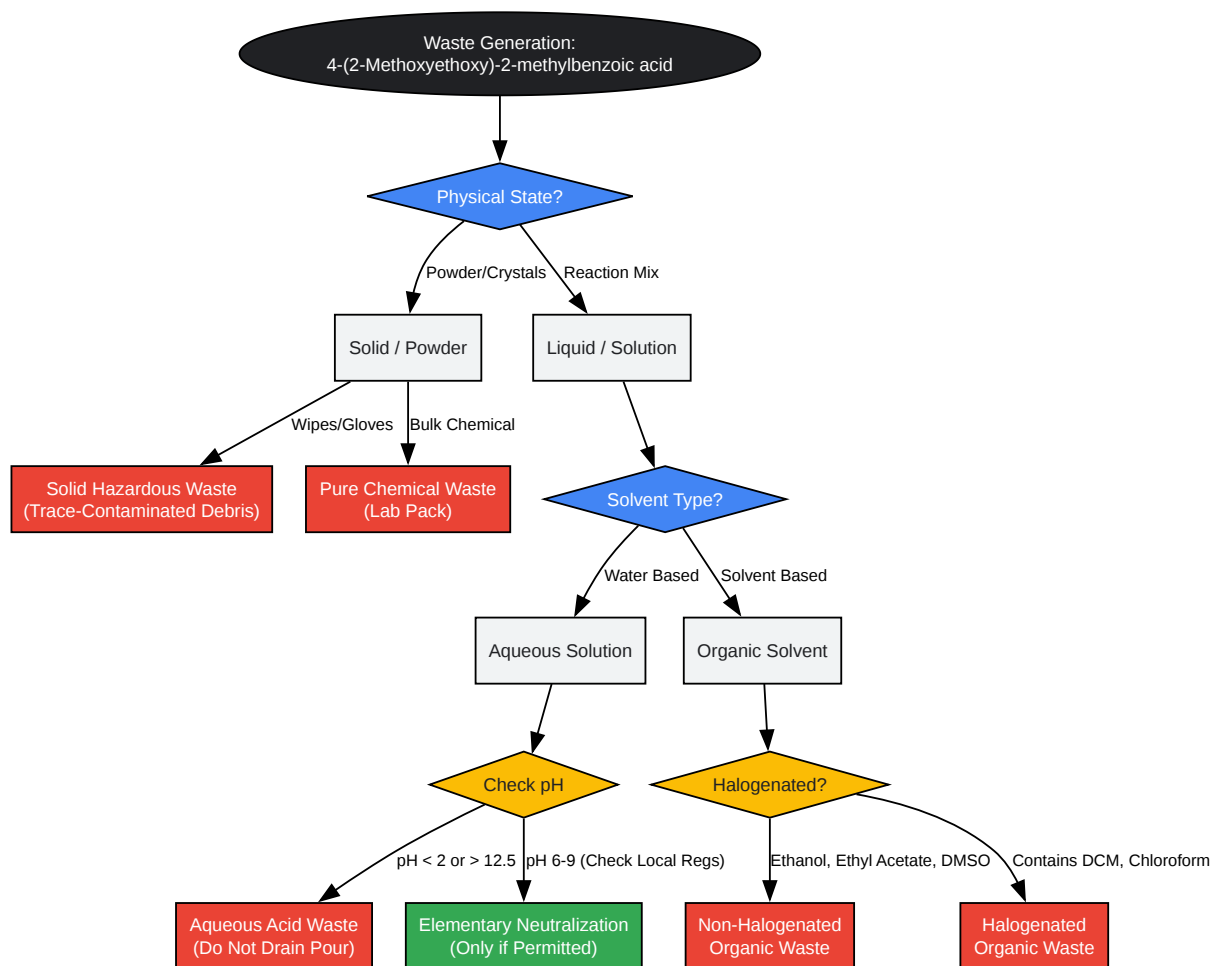 Waste Generation:
4-(2-Methoxyethoxy)-2-methylbenzoic acid
Physical State?
Powder/Crystals
Reaction Mix
Solid / Powder
Liquid / Solution
Wipes/Gloves
Bulk Chemical
Solid Hazardous Waste
(Trace-Contaminated Debris)
Pure Chemical Waste
(Lab Pack)
Solvent Type?
Water Based
Solvent Based
Aqueous Solution
Organic Solvent
Check pH
Halogenated?
pH < 2 or > 12.5
pH 6-9 (Check Local Regs)
Ethanol, Ethyl Acetate, DMSO
Contains DCM, Chloroform
Aqueous Acid Waste
(Do Not Drain Pour)
Elementary Neutralization
(Only if Permitted)
Non-Halogenated
Organic Waste
Halogenated
Organic Waste